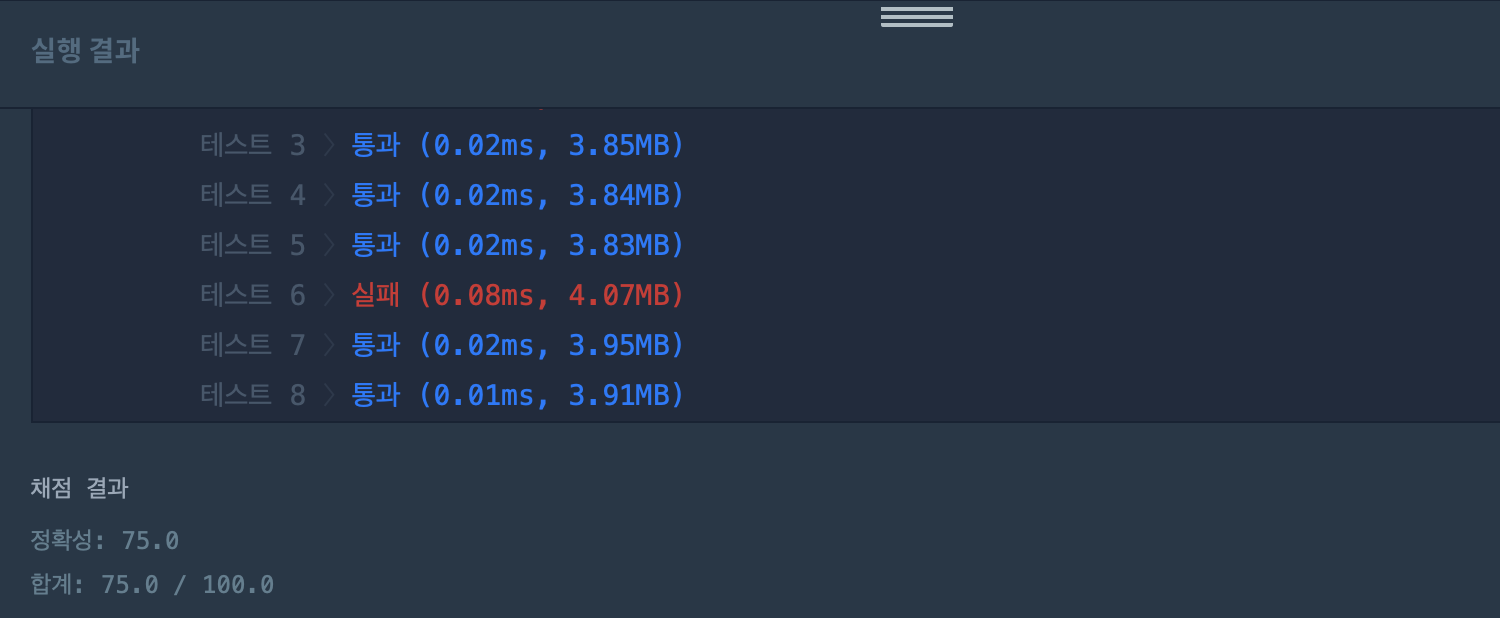 실행 결과
테스트 3 〉 통과 (0.02ms, 3.85MB)
테스트 4 〉 통과 (0.02ms, 3.84MB)
테스트 5 〉 통과 (0.02ms, 3.83MB)
테스트 6 〉 실패 (0.08ms, 4.07MB)
테스트 7 〉 통과 (0.02ms, 3.95MB)
테스트 8 〉 통과 (0.01ms, 3.91MB)
채점 결과
정확성: 75.0
합계: 75.0 / 100.0